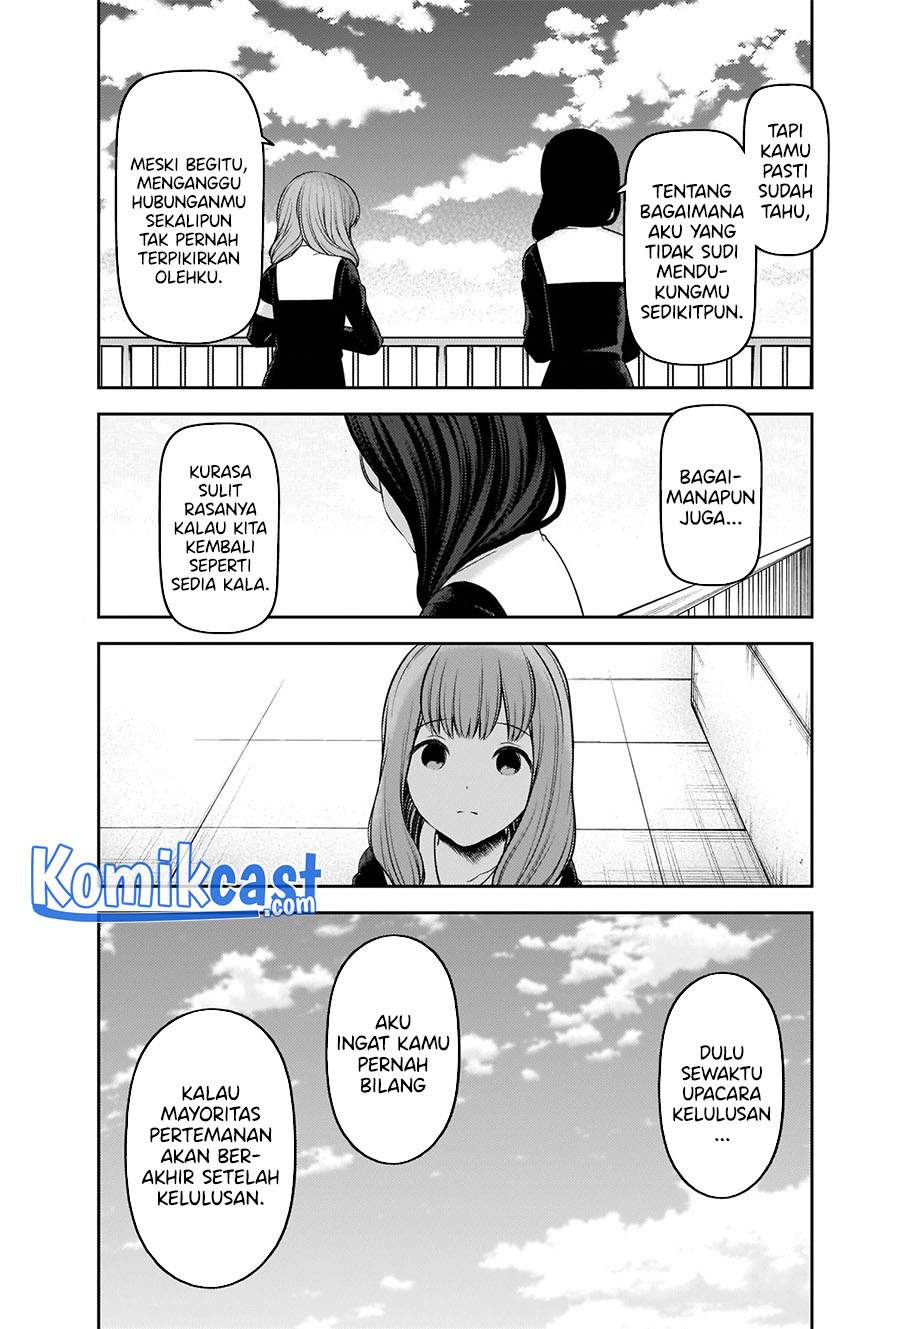 TAPI
KAMU
PASTI
SUDAH
TAHU,
TENTANG
BAGAIMANA
AKU YANG
TIDAK SUDI
MENDU-
KUNGMU
SEDIKITPUN.
MESKI BEGITU,
MENGANGGU
HUBUNGANMU
SEKALIPUN
TAK PERNAH
TERPIKIRKAN
OLEHKU.
BAGAI-
MANAPUN
JUGA...
KURASA
SULIT
RASANYA
KALAU KITA
KEMBALI
SEPERTI
SEDIA KALA.
Komikcast
.com
DULU
SEWAKTU
UPACARA
KELULUSAN
...
AKU
INGAT KAMU
PERNAH
BILANG
KALAU
MAYORITAS
PERTEMANAN
AKAN BER-
AKHIR SETELAH
KELULUSAN.